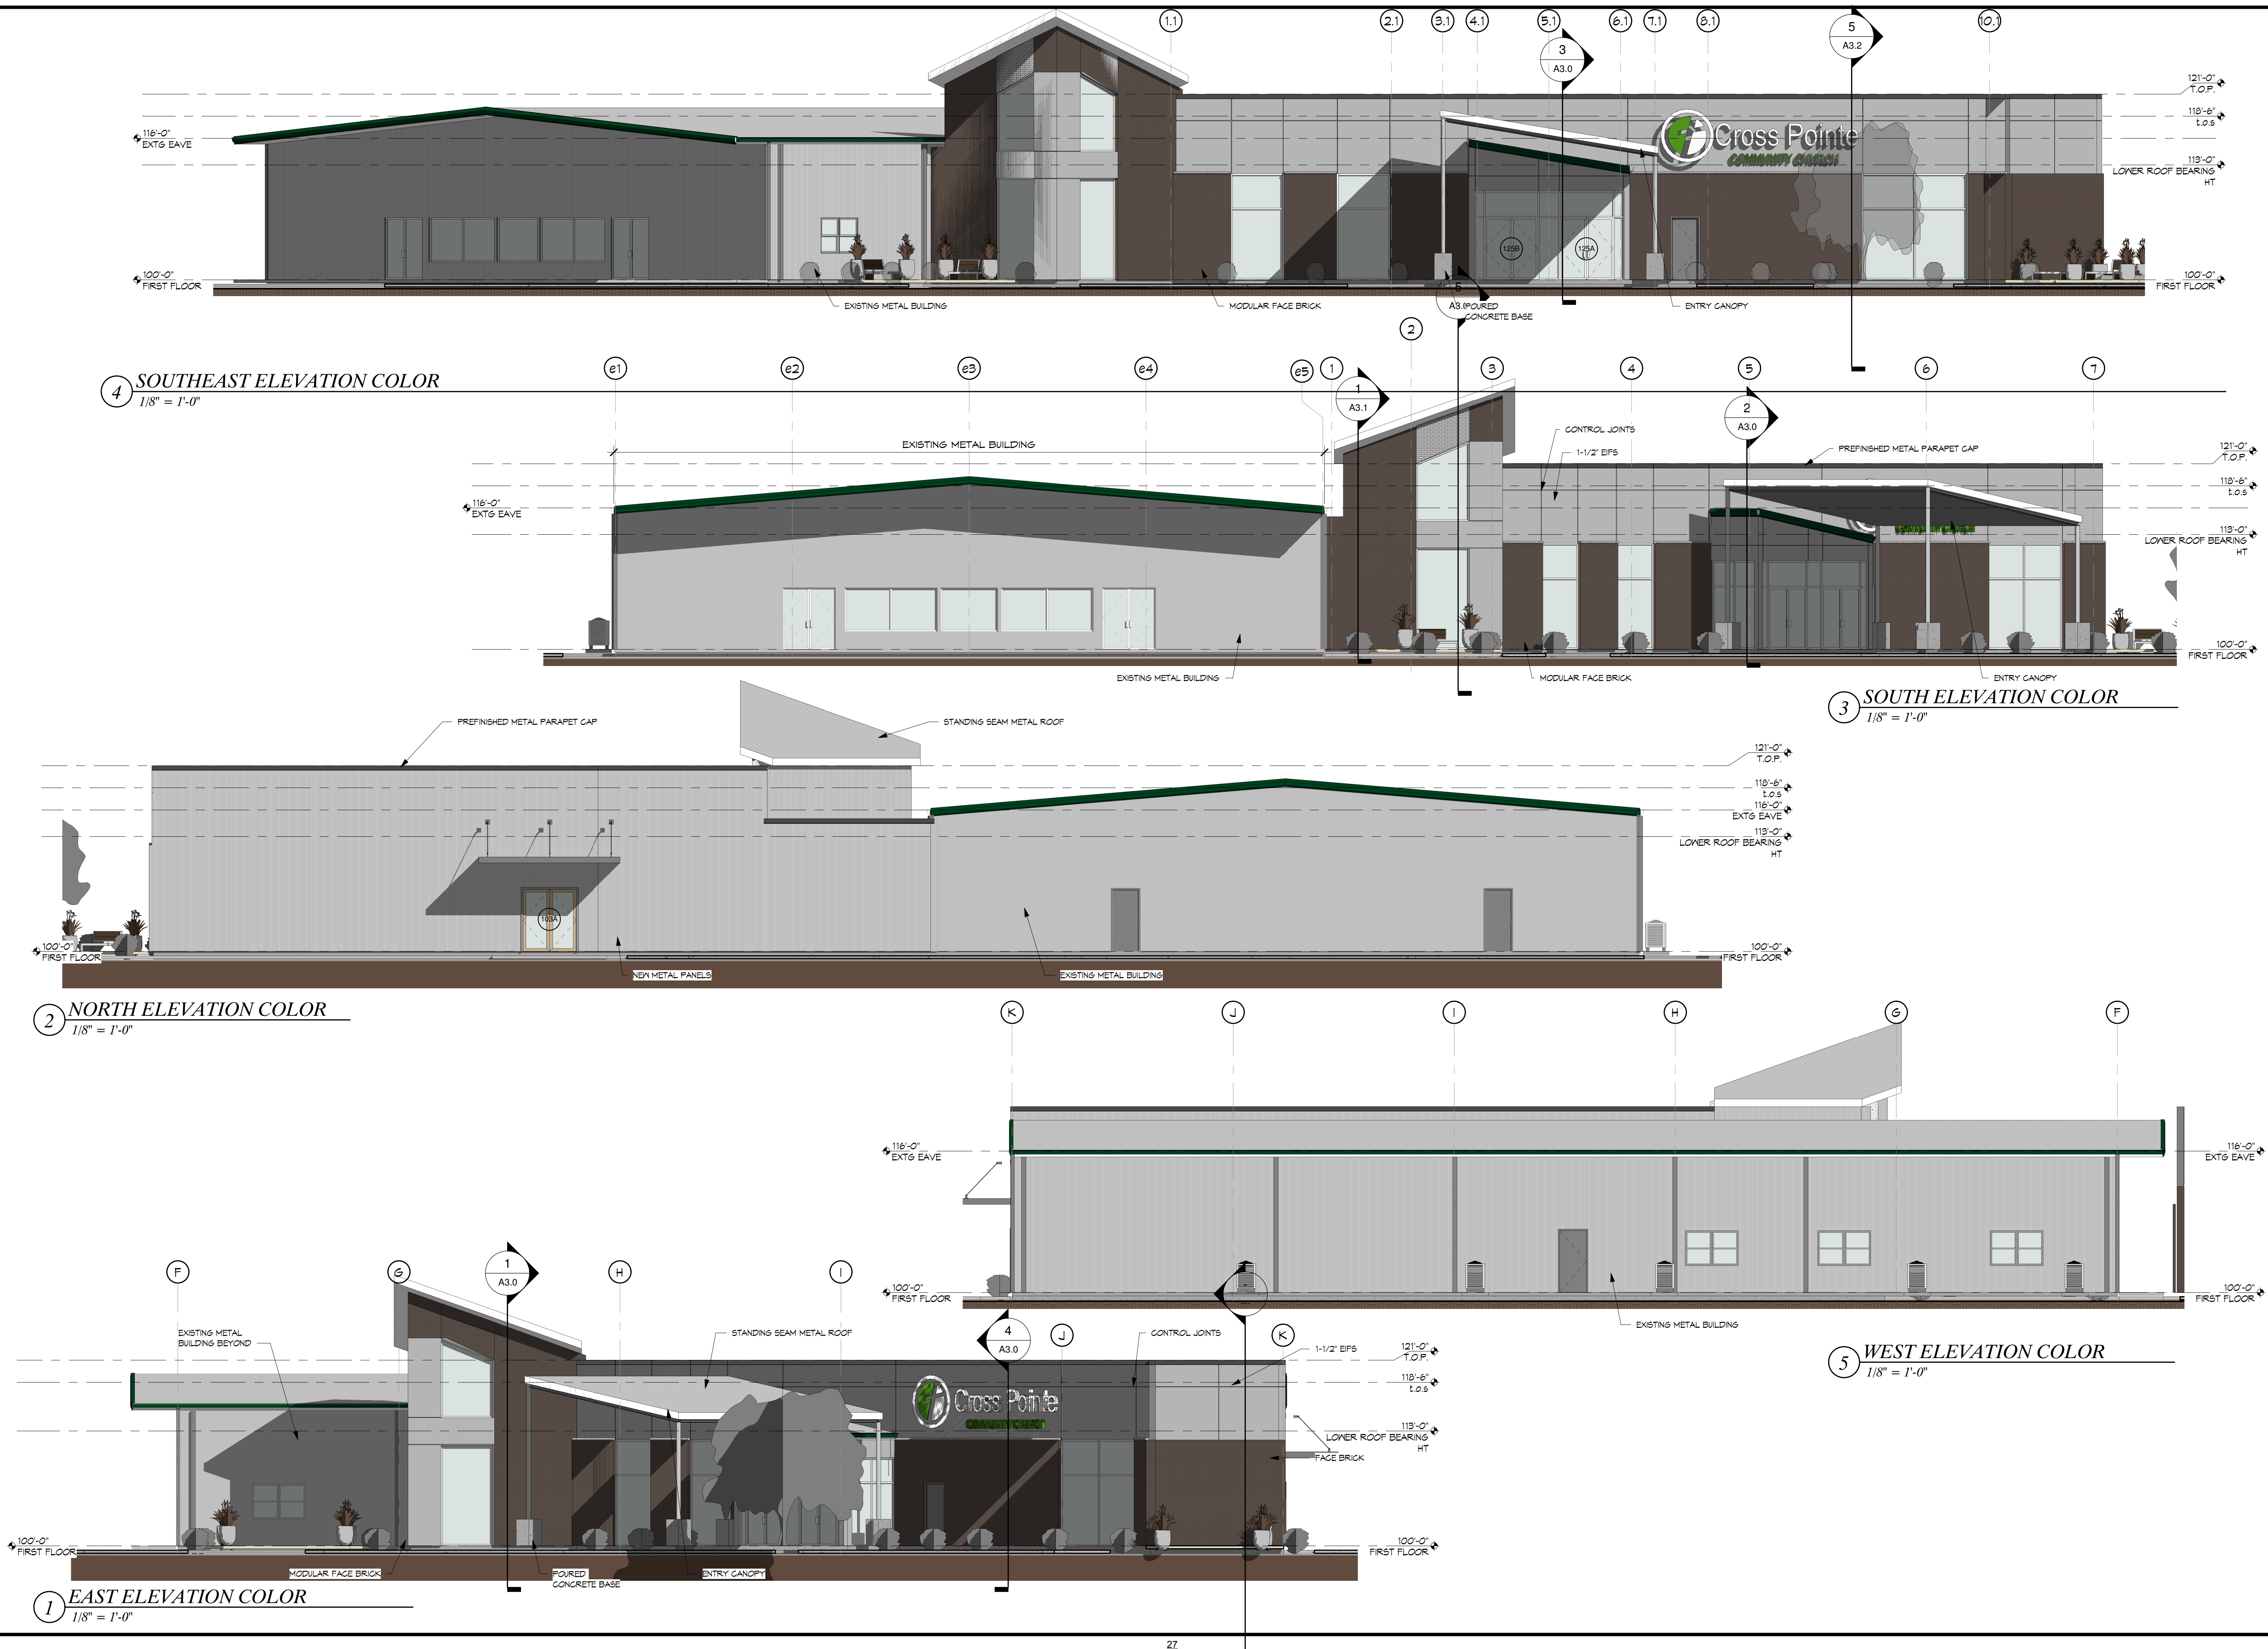 1.1
2.1
3.1
4.1
5.1
6.1
7.1
8.1
10.1
3
A3.0
5
A3.2
121'-0"
T.O.P.
118'-6"
t.o.s
113'-0"
LOWER ROOF BEARING
HT
100'-0"
FIRST FLOOR
116'-0"
EXTG EAVE
100'-0"
FIRST FLOOR
Cross Pointe
COMMUNITY CHURCH
125B
125A
EXISTING METAL BUILDING
MODULAR FACE BRICK
5
POURED
CONCRETE BASE
ENTRY CANOPY
4
SOUTHEAST ELEVATION COLOR
1/8" = 1'-0"
e1
e2
e3
e4
e5
1
2
3
4
5
6
7
1
A3.1
2
A3.0
EXISTING METAL BUILDING
CONTROL JOINTS
1-1/2" EIFS
PREFINISHED METAL PARAPET CAP
116'-0"
EXTG EAVE
121'-0"
T.O.P.
118'-6"
t.o.s
113'-0"
LOWER ROOF BEARING
HT
100'-0"
FIRST FLOOR
EXISTING METAL BUILDING
MODULAR FACE BRICK
ENTRY CANOPY
3
SOUTH ELEVATION COLOR
1/8" = 1'-0"
PREFINISHED METAL PARAPET CAP
STANDING SEAM METAL ROOF
121'-0"
T.O.P.
118'-6"
t.o.s
116'-0"
EXTG EAVE
113'-0"
LOWER ROOF BEARING
HT
100'-0"
FIRST FLOOR
100'-0"
FIRST FLOOR
103A
NEW METAL PANELS
EXISTING METAL BUILDING
2
NORTH ELEVATION COLOR
1/8" = 1'-0"
K
J
I
H
G
F
116'-0"
EXTG EAVE
116'-0"
EXTG EAVE
100'-0"
FIRST FLOOR
100'-0"
FIRST FLOOR
EXISTING METAL BUILDING
5
WEST ELEVATION COLOR
1/8" = 1'-0"
F
G
H
I
J
K
1
A3.0
4
A3.0
EXISTING METAL
BUILDING BEYOND
STANDING SEAM METAL ROOF
CONTROL JOINTS
1-1/2" EIFS
121'-0"
T.O.P.
118'-6"
t.o.s
113'-0"
LOWER ROOF BEARING
HT
FACE BRICK
Cross Pointe
COMMUNITY CHURCH
100'-0"
FIRST FLOOR
100'-0"
FIRST FLOOR
MODULAR FACE BRICK
POURED
CONCRETE BASE
ENTRY CANOPY
1
EAST ELEVATION COLOR
1/8" = 1'-0"
27